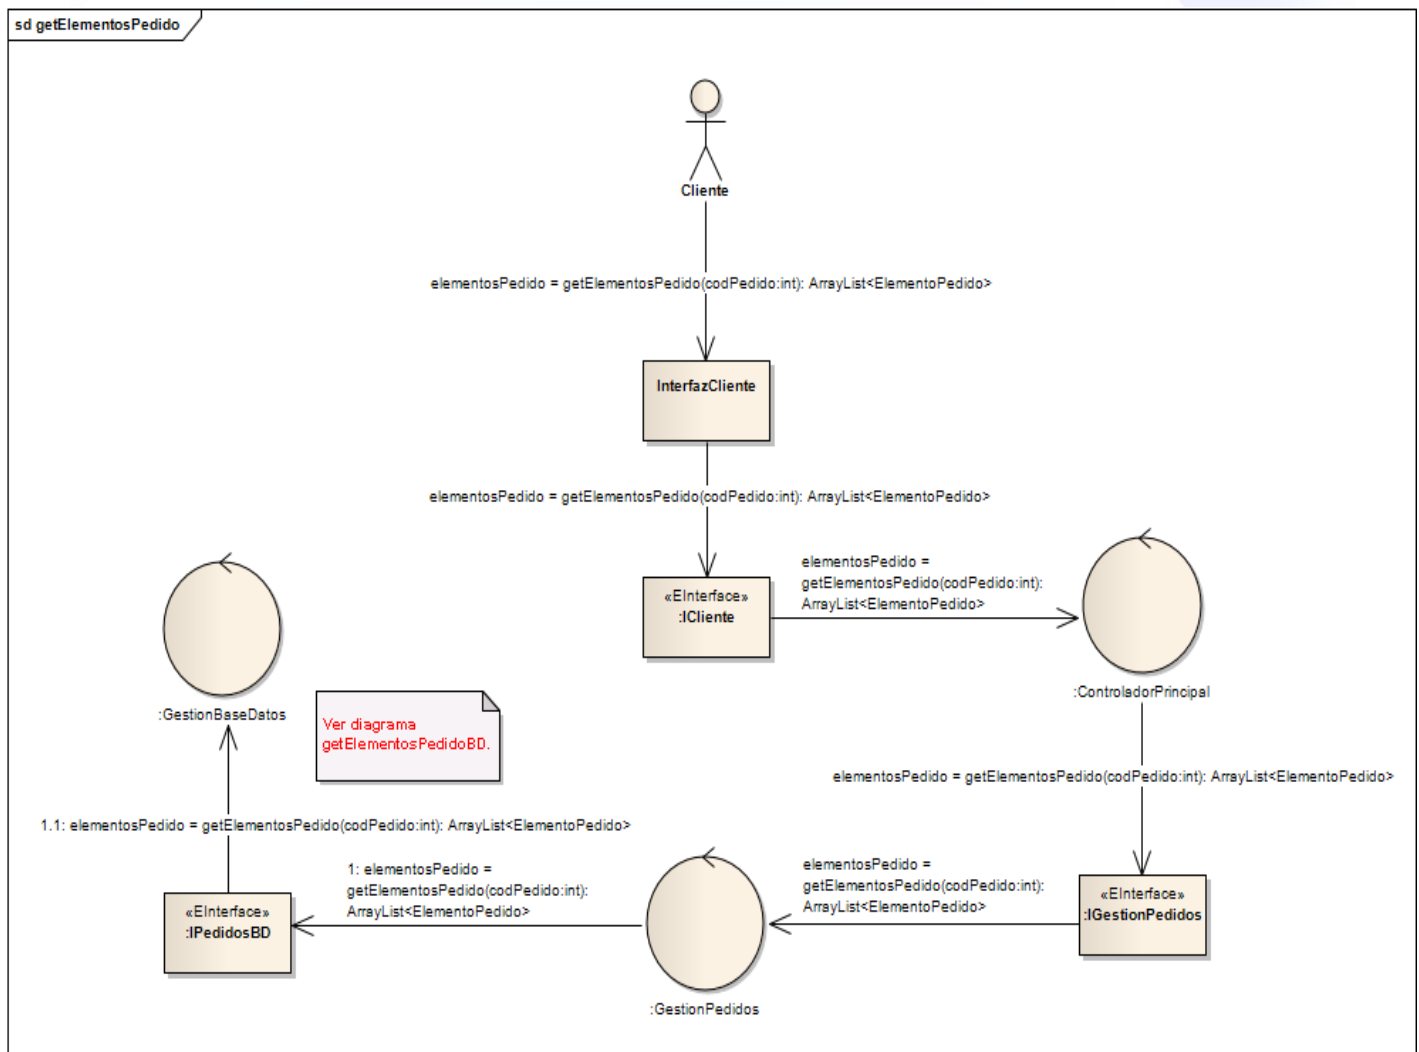 sd getElementosPedido
Cliente
elementosPedido = getElementosPedido(codPedido:int): ArrayList<ElementoPedido>
InterfazCliente
elementosPedido = getElementosPedido(codPedido:int): ArrayList<ElementoPedido>
elementosPedido =
getElementosPedido(codPedido:int):
ArrayList<ElementoPedido>
«EInterface»
:ICliente
:ControladorPrincipal
:GestionBaseDatos
Ver diagrama
getElementosPedidoBD.
elementosPedido = getElementosPedido(codPedido:int): ArrayList<ElementoPedido>
1.1: elementosPedido = getElementosPedido(codPedido:int): ArrayList<ElementoPedido>
1: elementosPedido =
getElementosPedido(codPedido:int):
ArrayList<ElementoPedido>
elementosPedido =
getElementosPedido(codPedido:int):
ArrayList<ElementoPedido>
«EInterface»
:IPedidosBD
«EInterface»
:IGestionPedidos
:GestionPedidos